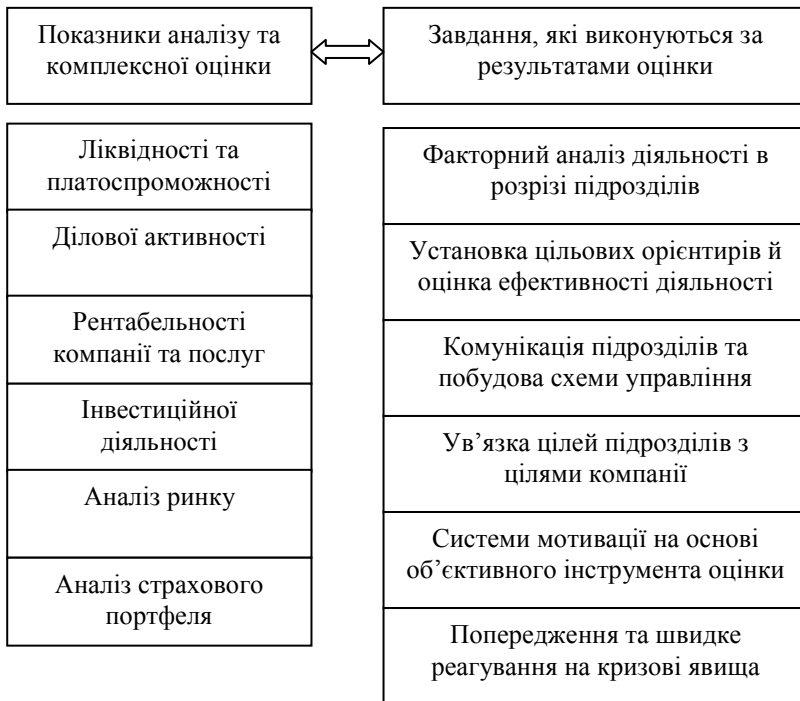 Показники аналізу та
комплексної оцінки
Завдання, які виконуються за
результатами оцінки
Ліквідності та
платоспроможності
Ділової активності
Рентабельності
компанії та послуг
Інвестиційної
діяльності
Аналіз ринку
Аналіз страхового
портфеля
Факторний аналіз діяльності в
розрізі підрозділів
Установка цільових орієнтирів й
оцінка ефективності діяльності
Комунікація підрозділів та
побудова схеми управління
Ув’язка цілей підрозділів з
цілями компанії
Системи мотивації на основі
об’єктивного інструмента оцінки
Попередження та швидке
реагування на кризові явища